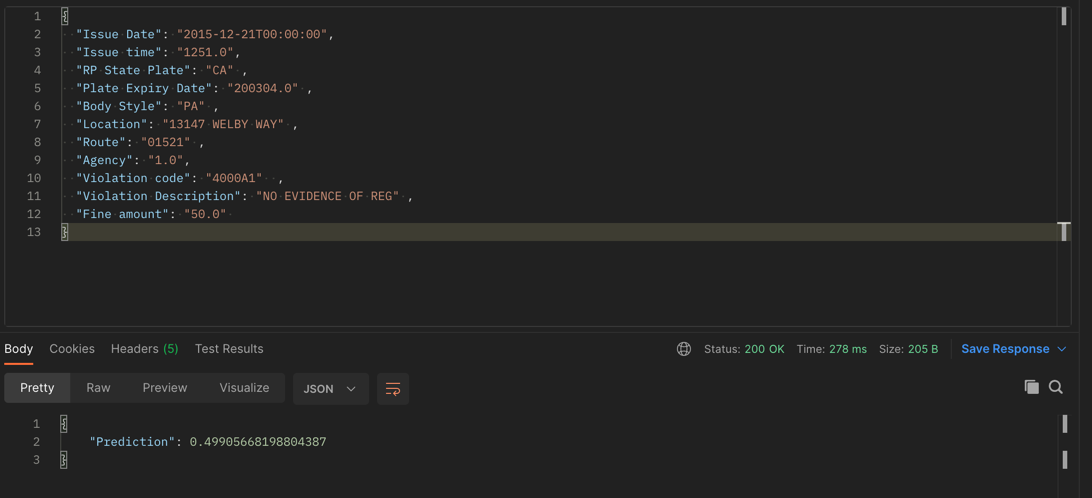 1 {
2 "Issue Date": "2015-12-21T00:00:00",
3 "Issue time": "1251.0",
4 "RP State Plate": "CA" ,
5 "Plate Expiry Date": "200304.0" ,
6 "Body Style": "PA" ,
7 "Location": "13147 WELBY WAY" ,
8 "Route": "01521" ,
9 "Agency": "1.0",
10 "Violation code": "4000A1"  ,
11 "Violation Description": "NO EVIDENCE OF REG" ,
12 "Fine amount": "50.0"
13 }
Body Cookies Headers (5) Test Results Status: 200 OK Time: 278 ms Size: 205 B Save Response
Pretty Raw Preview Visualize JSON
1 {
2 "Prediction": 0.49905668198804387
3 }